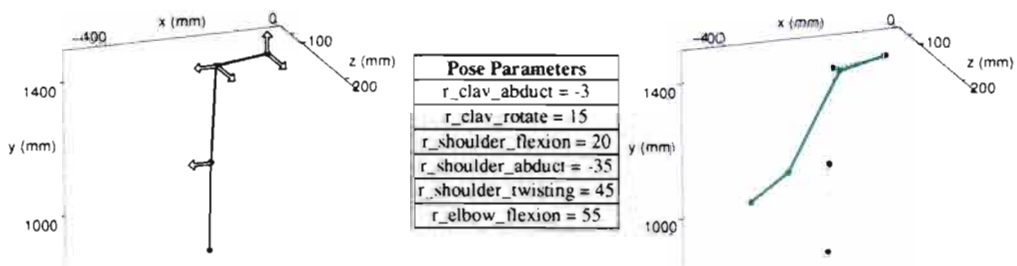 x (mm)
0
-400
100
z (mm)
200
1400
y (mm)
1000
Pose Parameters
r_clav_abduct = -3
r_clav_rotate = 15
r_shoulder_flexion = 20
r_shoulder_abduct = -35
r_shoulder_twisting = 45
r_elbow_flexion = 55
x (mm)
0
-400
100
z (mm)
200
1400
y (mm)
1000